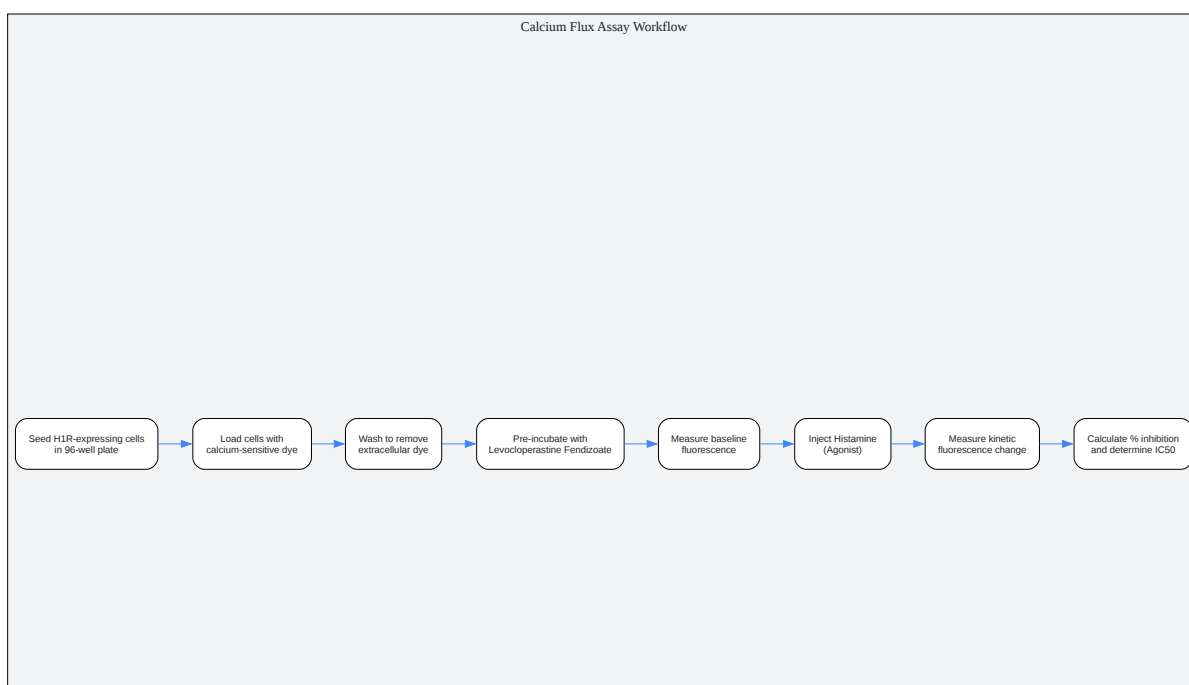 Calcium Flux Assay Workflow
Seed H1R-expressing cells
in 96-well plate
Load cells with
calcium-sensitive dye
Wash to remove
extracellular dye
Pre-incubate with
Levocloperastine Fendizoate
Measure baseline
fluorescence
Inject Histamine
(Agonist)
Measure kinetic
fluorescence change
Calculate % inhibition
and determine IC50